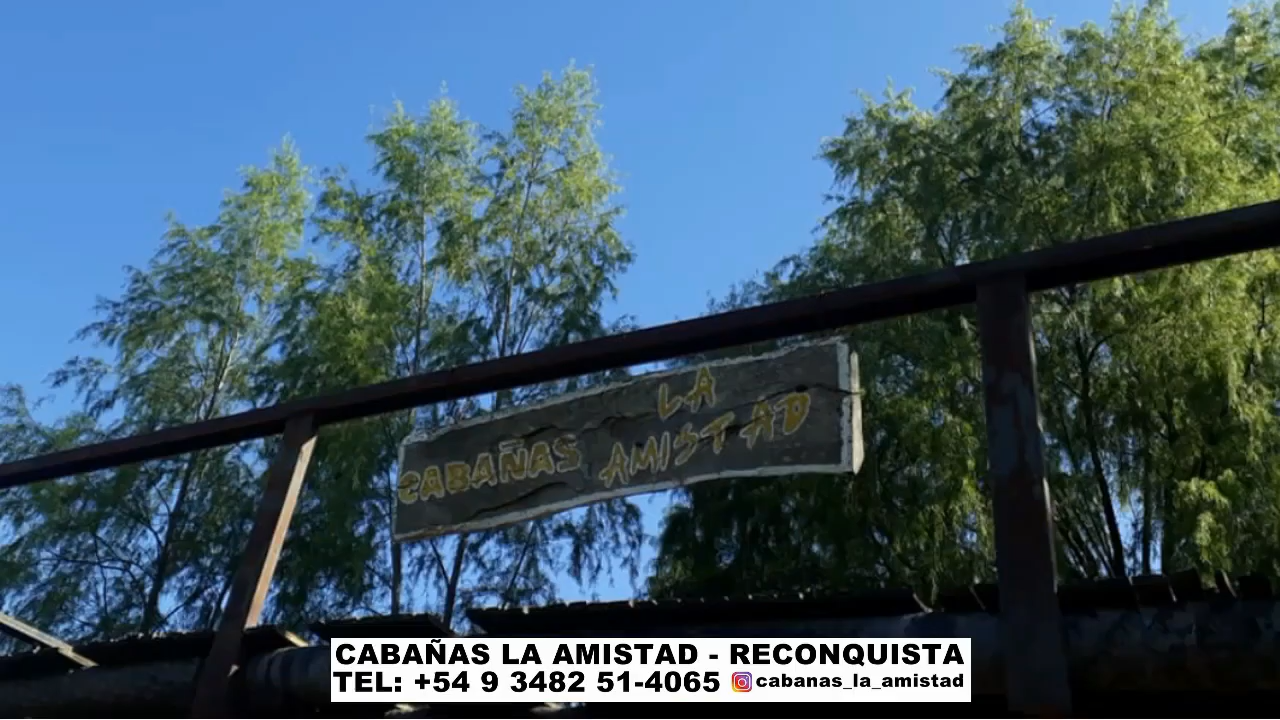 LA
CABAÑAS AMISTAD
CABAÑAS LA AMISTAD - RECONQUISTA
TEL: +54 9 3482 51-4065 cabanas_la_amistad